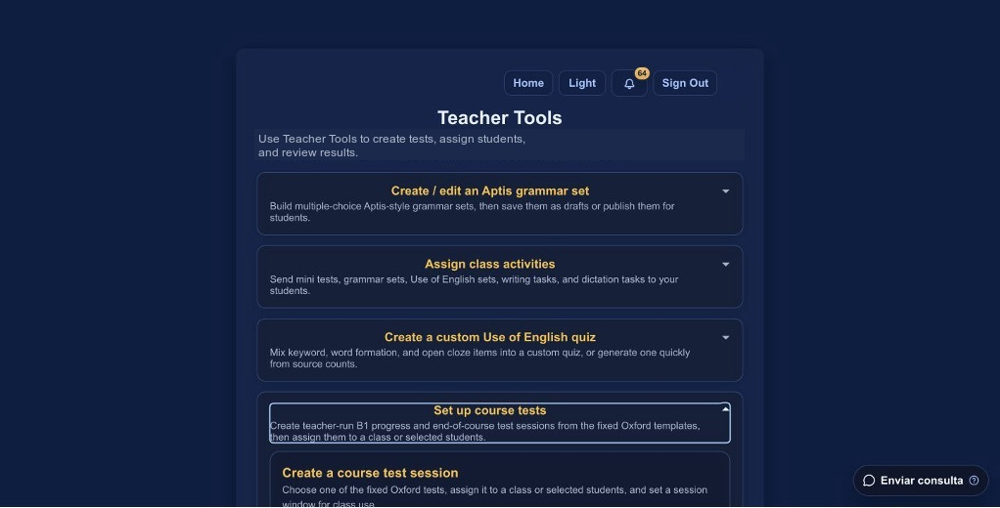 Home
Light
64
Sign Out
Teacher Tools
Use Teacher Tools to create tests, assign students,
and review results.
Create / edit an Aptis grammar set
Build multiple-choice Aptis-style grammar sets, then save them as drafts or publish them for
students.
Assign class activities
Send mini tests, grammar sets, Use of English sets, writing tasks, and dictation tasks to your
students.
Create a custom Use of English quiz
Mix keyword, word formation, and open cloze items into a custom quiz, or generate one quickly
from source counts.
Set up course tests
Create teacher-run B1 progress and end-of-course test sessions from the fixed Oxford templates,
then assign them to a class or selected students.
Create a course test session
Choose one of the fixed Oxford tests, assign it to a class or selected students, and set a session
window for class use.
Enviar consulta ?